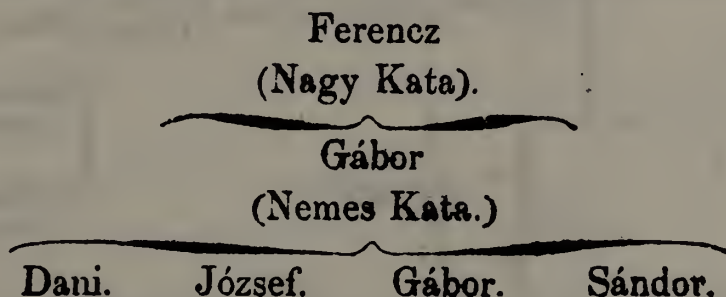 Ferencz
(Nagy Kata).
Gábor
(Nemes Kata.)
Dani. József. Gábor. Sándor.